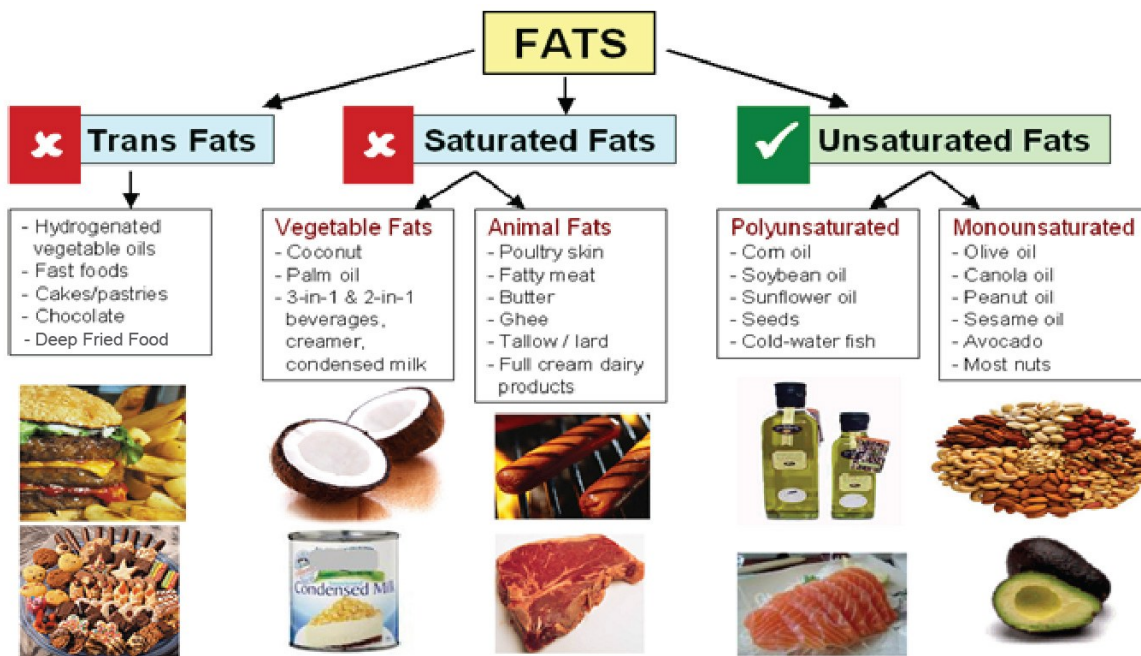 FATS
Trans Fats
Saturated Fats
Unsaturated Fats
- Hydrogenated
vegetable oils
- Fast foods
- Cakes/pastries
- Chocolate
- Deep Fried Food
Vegetable Fats
- Coconut
- Palm oil
- 3-in-1 & 2-in-1
beverages,
creamer,
condensed milk
Animal Fats
- Poultry skin
- Fatty meat
- Butter
- Ghee
- Tallow / lard
- Full cream dairy
products
Polyunsaturated
- Corn oil
- Soybean oil
- Sunflower oil
- Seeds
- Cold-water fish
Monounsaturated
- Olive oil
- Canola oil
- Peanut oil
- Sesame oil
- Avocado
- Most nuts
Condensed Milk